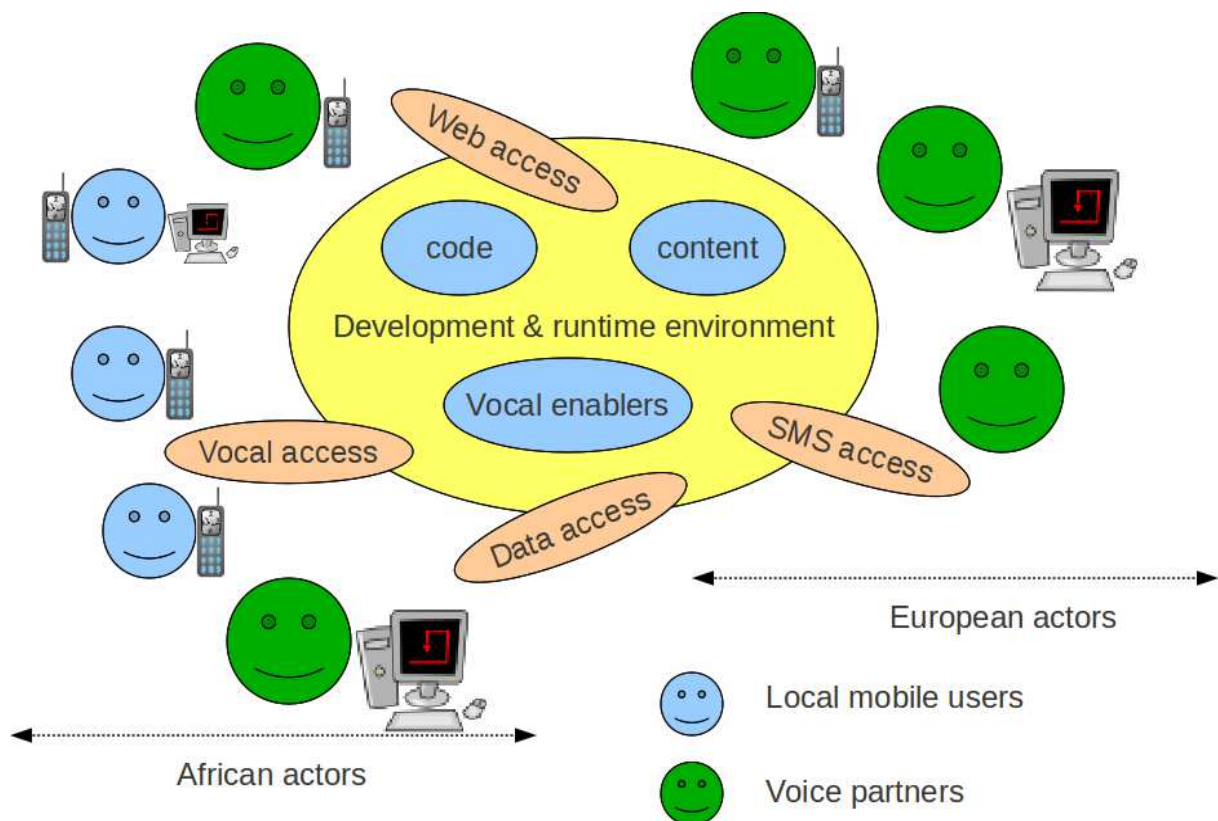 Web access
code
content
Development & runtime environment
Vocal enablers
Vocal access
SMS access
Data access
European actors
Local mobile users
African actors
Voice partners